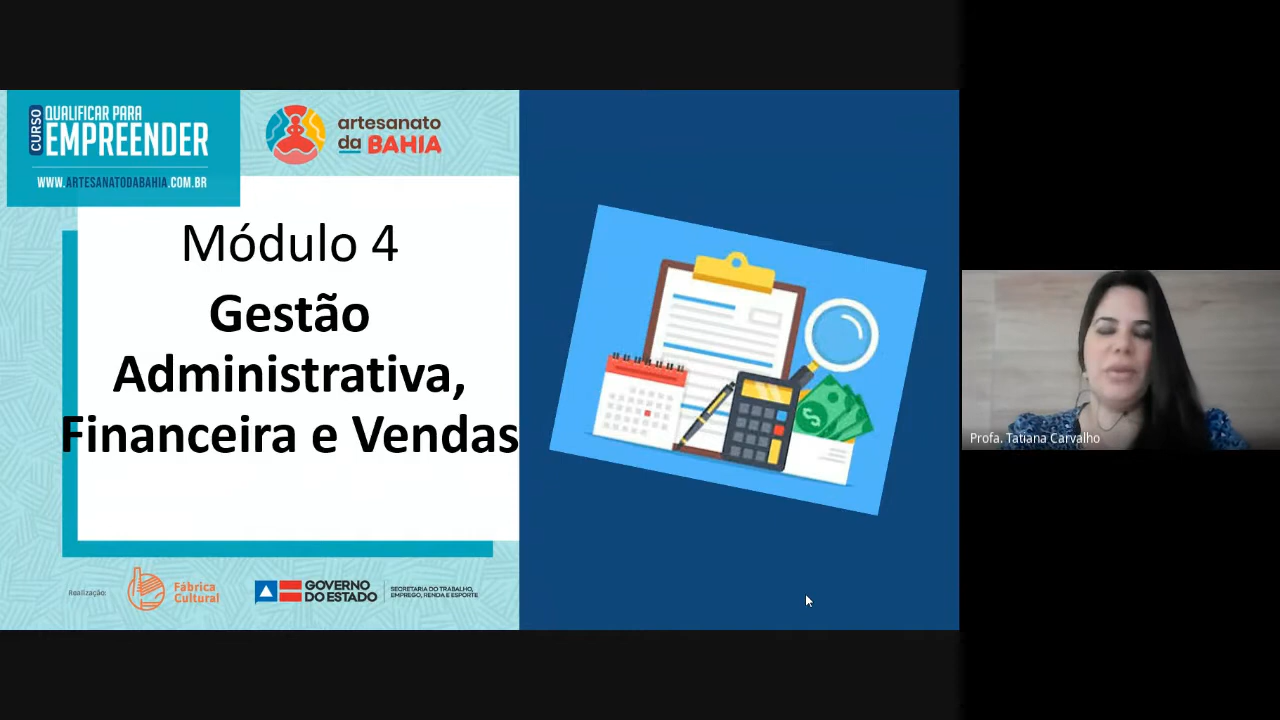 CURSO
QUALIFICAR PARA
EMPREENDER
WWW.ARTESANATODABAHIA.COM.BR
artesanato
da BAHIA
Módulo 4
Gestão
Administrativa,
Financeira e Vendas
Realização:
Fábrica
Cultural
GOVERNO
DO ESTADO
SECRETARIA DO TRABALHO,
EMPREGO, RENDA E ESPORTE
$
Profa. Tatiana Carvalho